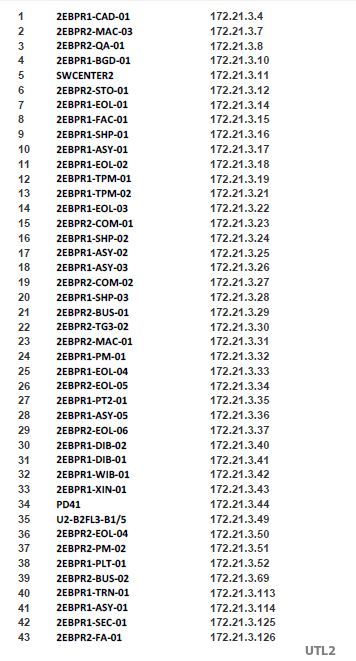 1 2EBPR1-CAD-01 172.21.3.4
2 2EBPR2-MAC-03 172.21.3.7
3 2EBPR2-QA-01 172.21.3.8
4 2EBPR1-BGD-01 172.21.3.10
5 SWCENTER2 172.21.3.11
6 2EBPR2-STO-01 172.21.3.12
7 2EBPR1-EOL-01 172.21.3.14
8 2EBPR1-FAC-01 172.21.3.15
9 2EBPR1-SHP-01 172.21.3.16
10 2EBPR1-ASY-01 172.21.3.17
11 2EBPR1-EOL-02 172.21.3.18
12 2EBPR1-TPM-01 172.21.3.19
13 2EBPR1-TPM-02 172.21.3.21
14 2EBPR1-EOL-03 172.21.3.22
15 2EBPR2-COM-01 172.21.3.23
16 2EBPR1-SHP-02 172.21.3.24
17 2EBPR1-ASY-02 172.21.3.25
18 2EBPR1-ASY-03 172.21.3.26
19 2EBPR2-COM-02 172.21.3.27
20 2EBPR1-SHP-03 172.21.3.28
21 2EBPR2-BUS-01 172.21.3.29
22 2EBPR2-TG3-02 172.21.3.30
23 2EBPR2-MAC-01 172.21.3.31
24 2EBPR1-PM-01 172.21.3.32
25 2EBPR1-EOL-04 172.21.3.33
26 2EBPR2-EOL-05 172.21.3.34
27 2EBPR1-PT2-01 172.21.3.35
28 2EBPR1-ASY-05 172.21.3.36
29 2EBPR2-EOL-06 172.21.3.37
30 2EBPR1-DIB-02 172.21.3.40
31 2EBPR1-DIB-01 172.21.3.41
32 2EBPR1-WIB-01 172.21.3.42
33 2EBPR1-XIN-01 172.21.3.43
34 PD41 172.21.3.44
35 U2-B2FL3-B1/5 172.21.3.49
36 2EBPR2-EOL-04 172.21.3.50
37 2EBPR2-PM-02 172.21.3.51
38 2EBPR1-PLT-01 172.21.3.52
39 2EBPR2-BUS-02 172.21.3.69
40 2EBPR1-TRN-01 172.21.3.113
41 2EBPR1-ASY-01 172.21.3.114
42 2EBPR1-SEC-01 172.21.3.125
43 2EBPR2-FA-01 172.21.3.126
UTL2